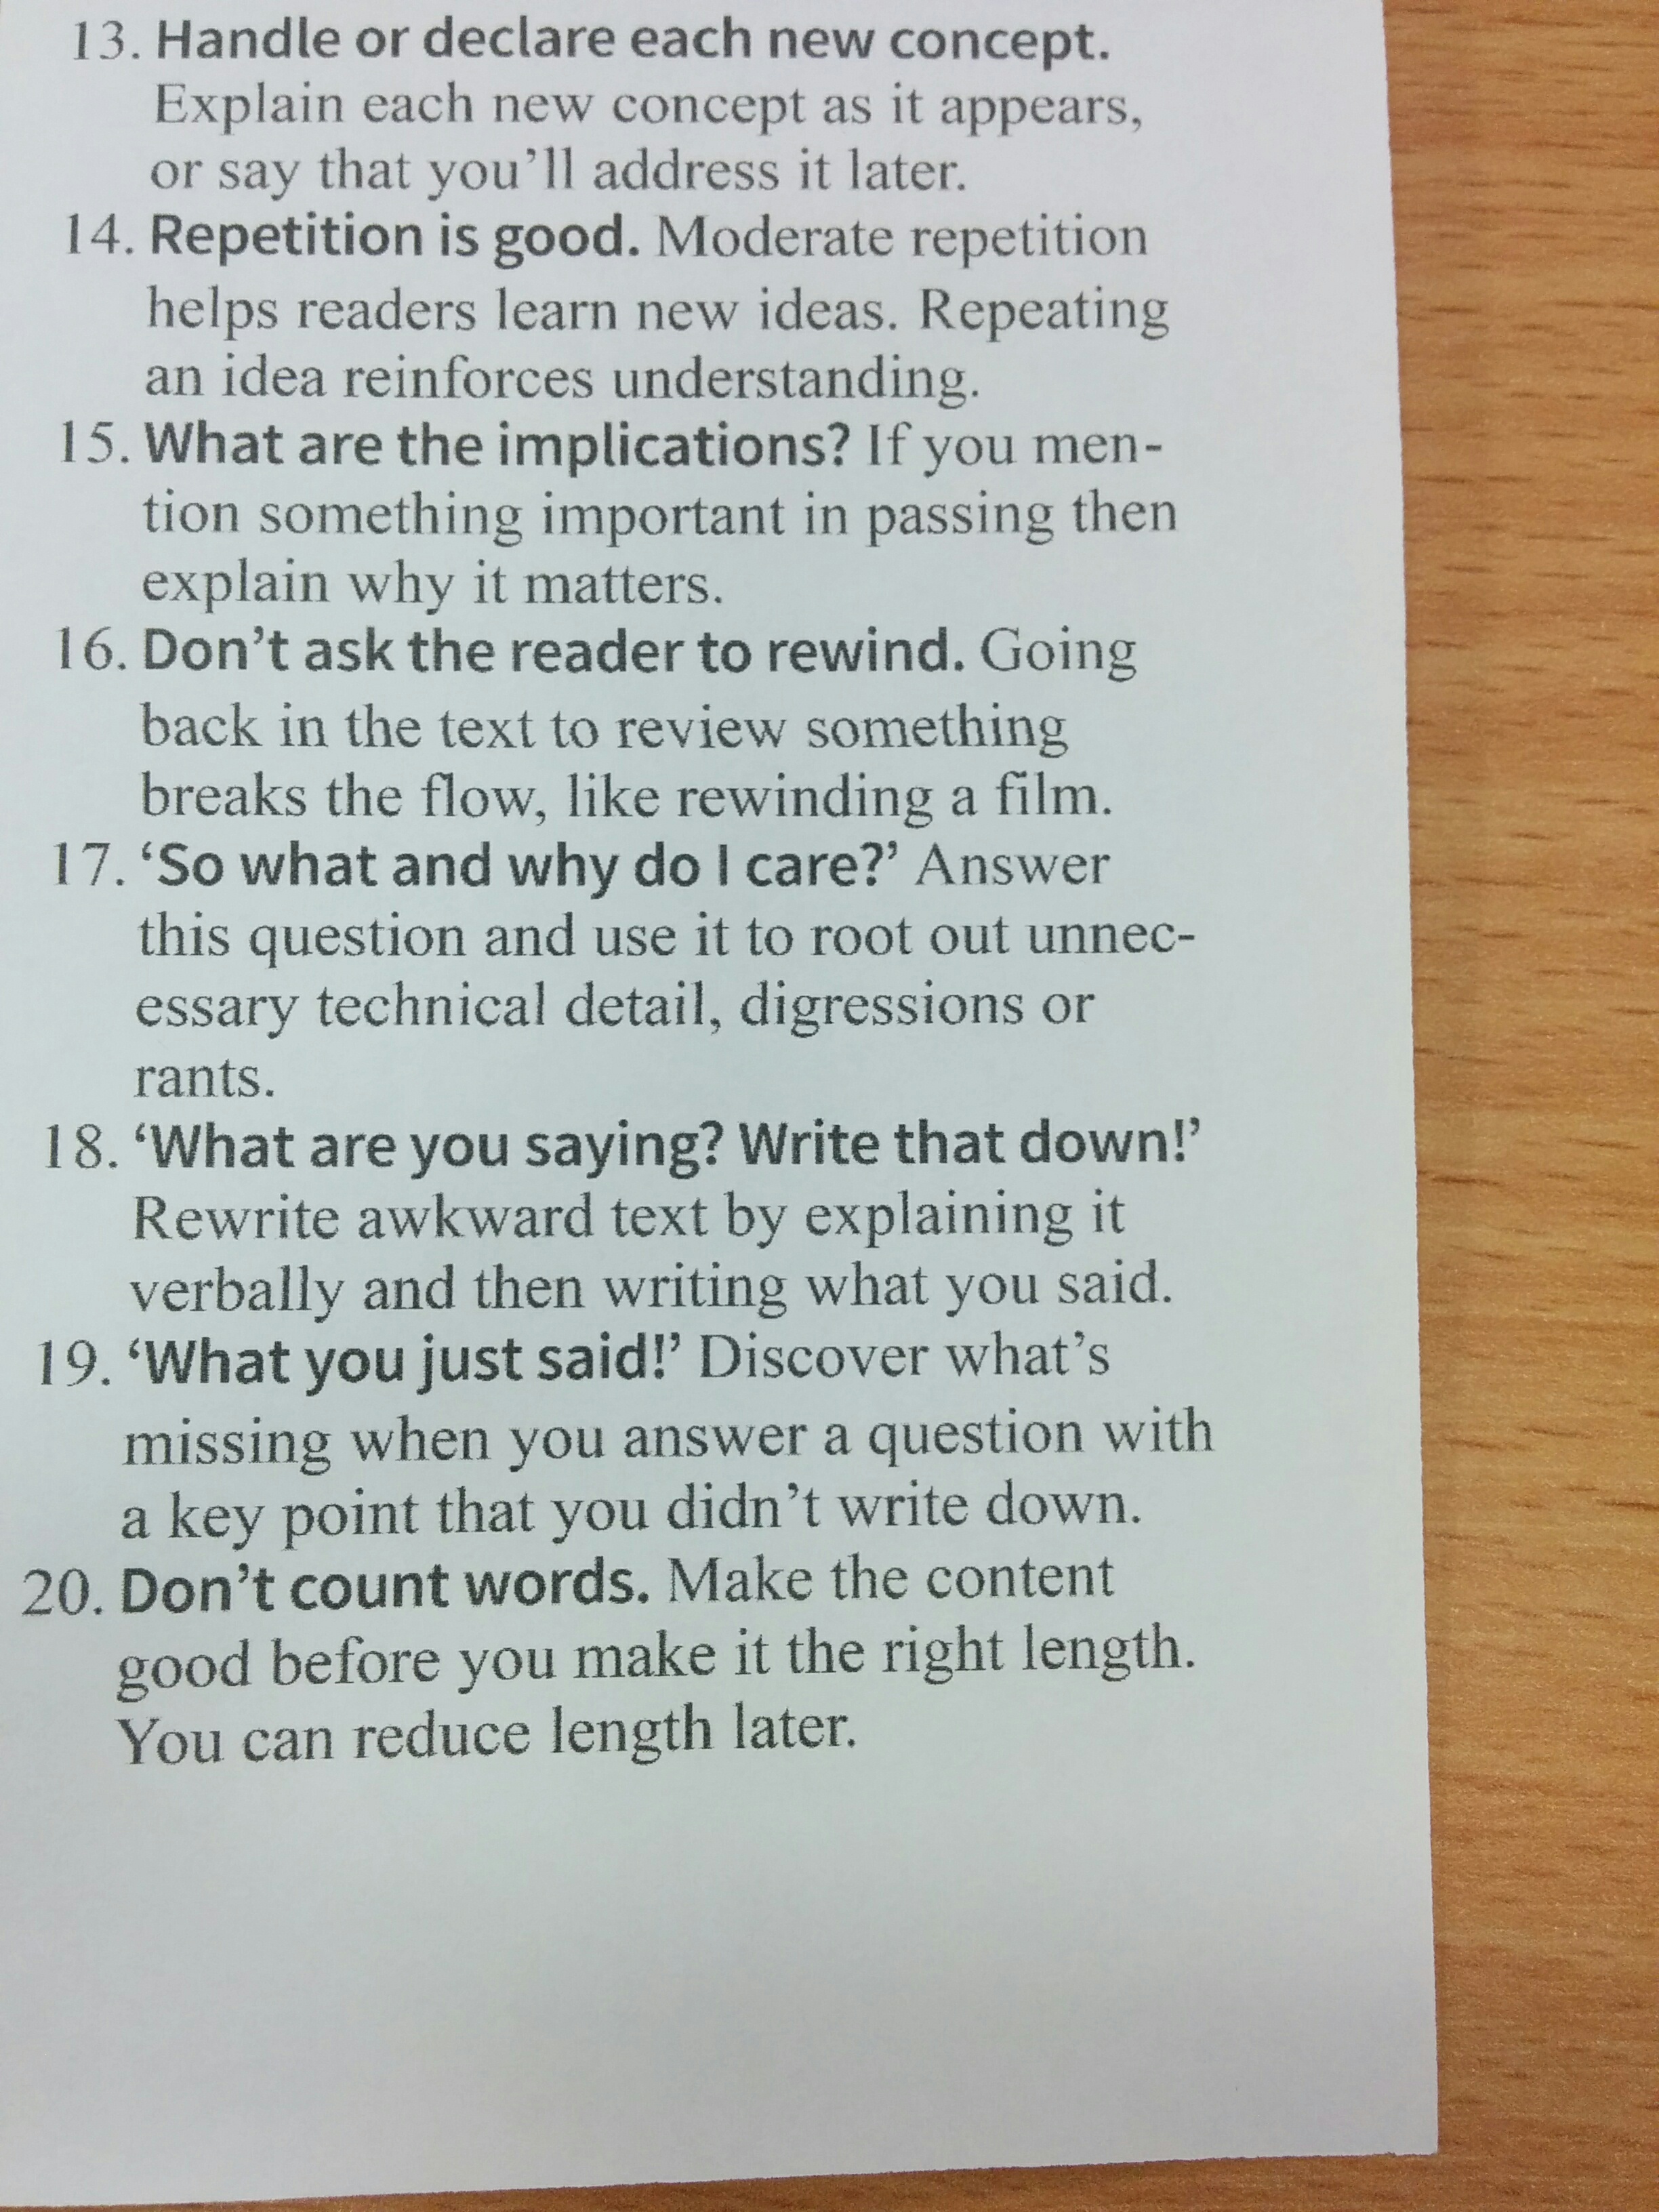 13. Handle or declare each new concept.
Explain each new concept as it appears,
or say that you’ll address it later.
14. Repetition is good. Moderate repetition
helps readers learn new ideas. Repeating
an idea reinforces understanding.
15. What are the implications? If you men-
tion something important in passing then
explain why it matters.
16. Don’t ask the reader to rewind. Going
back in the text to review something
breaks the flow, like rewinding a film.
17. ‘So what and why do I care?’ Answer
this question and use it to root out unnec-
essary technical detail, digressions or
rants.
18. ‘What are you saying? Write that down!’
Rewrite awkward text by explaining it
verbally and then writing what you said.
19. ‘What you just said!’ Discover what’s
missing when you answer a question with
a key point that you didn’t write down.
20. Don’t count words. Make the content
good before you make it the right length.
You can reduce length later.